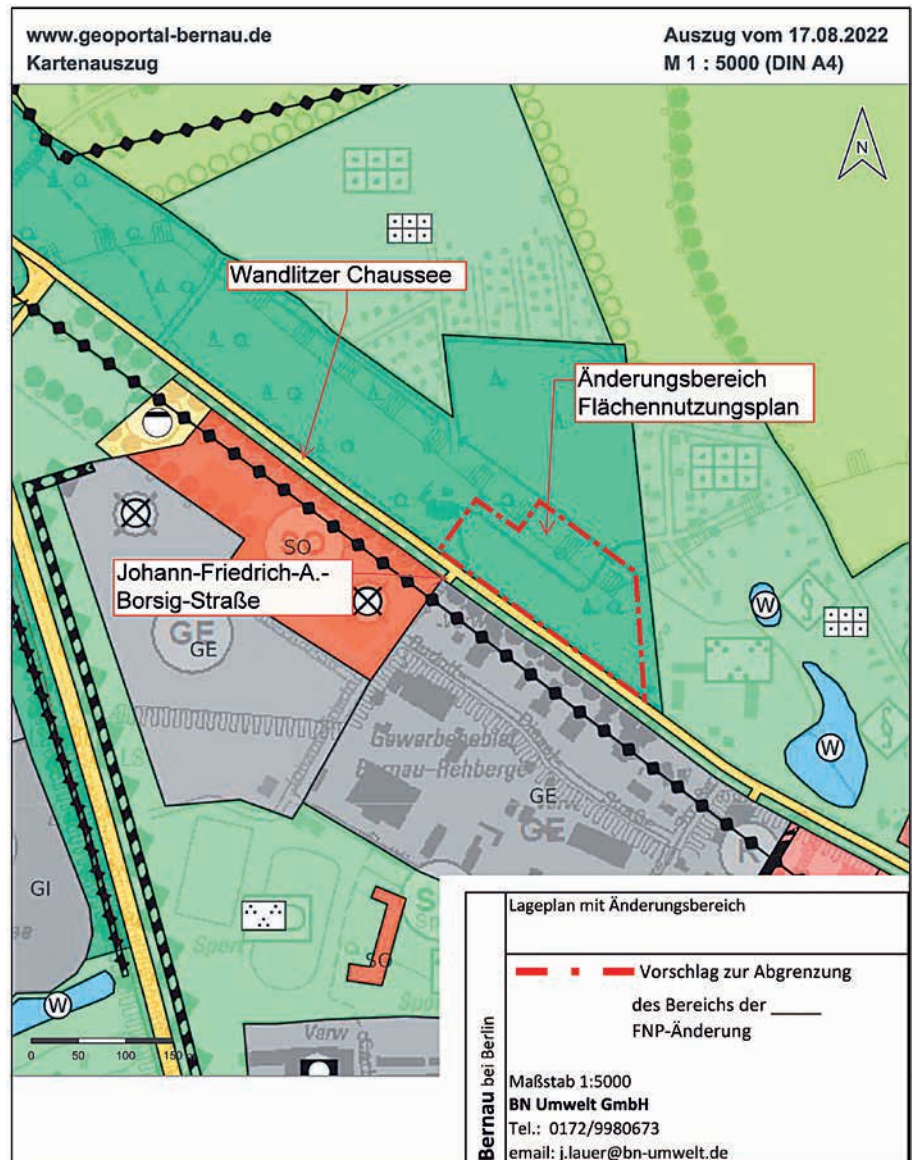 www.geoportal-bernau.de
Kartenauszug
Auszug vom 17.08.2022
M 1 : 5000 (DIN A4)
N
Wandlitzer Chaussee
Änderungsbereich
Flächennutzungsplan
SO
Johann-Friedrich-A.-
Borsig-Straße
GE
GE
W
W
Gewerbegebiet
Bernau-Rehberge
GE
GE
R
GI
Sport
SO
W
Varw
0 50 100 150 m
Lageplan mit Änderungsbereich
Vorschlag zur Abgrenzung
des Bereichs der ____
FNP-Änderung
Bernau bei Berlin
Maßstab 1:5000
BN Umwelt GmbH
Tel.: 0172/9980673
email: j.lauer@bn-umwelt.de